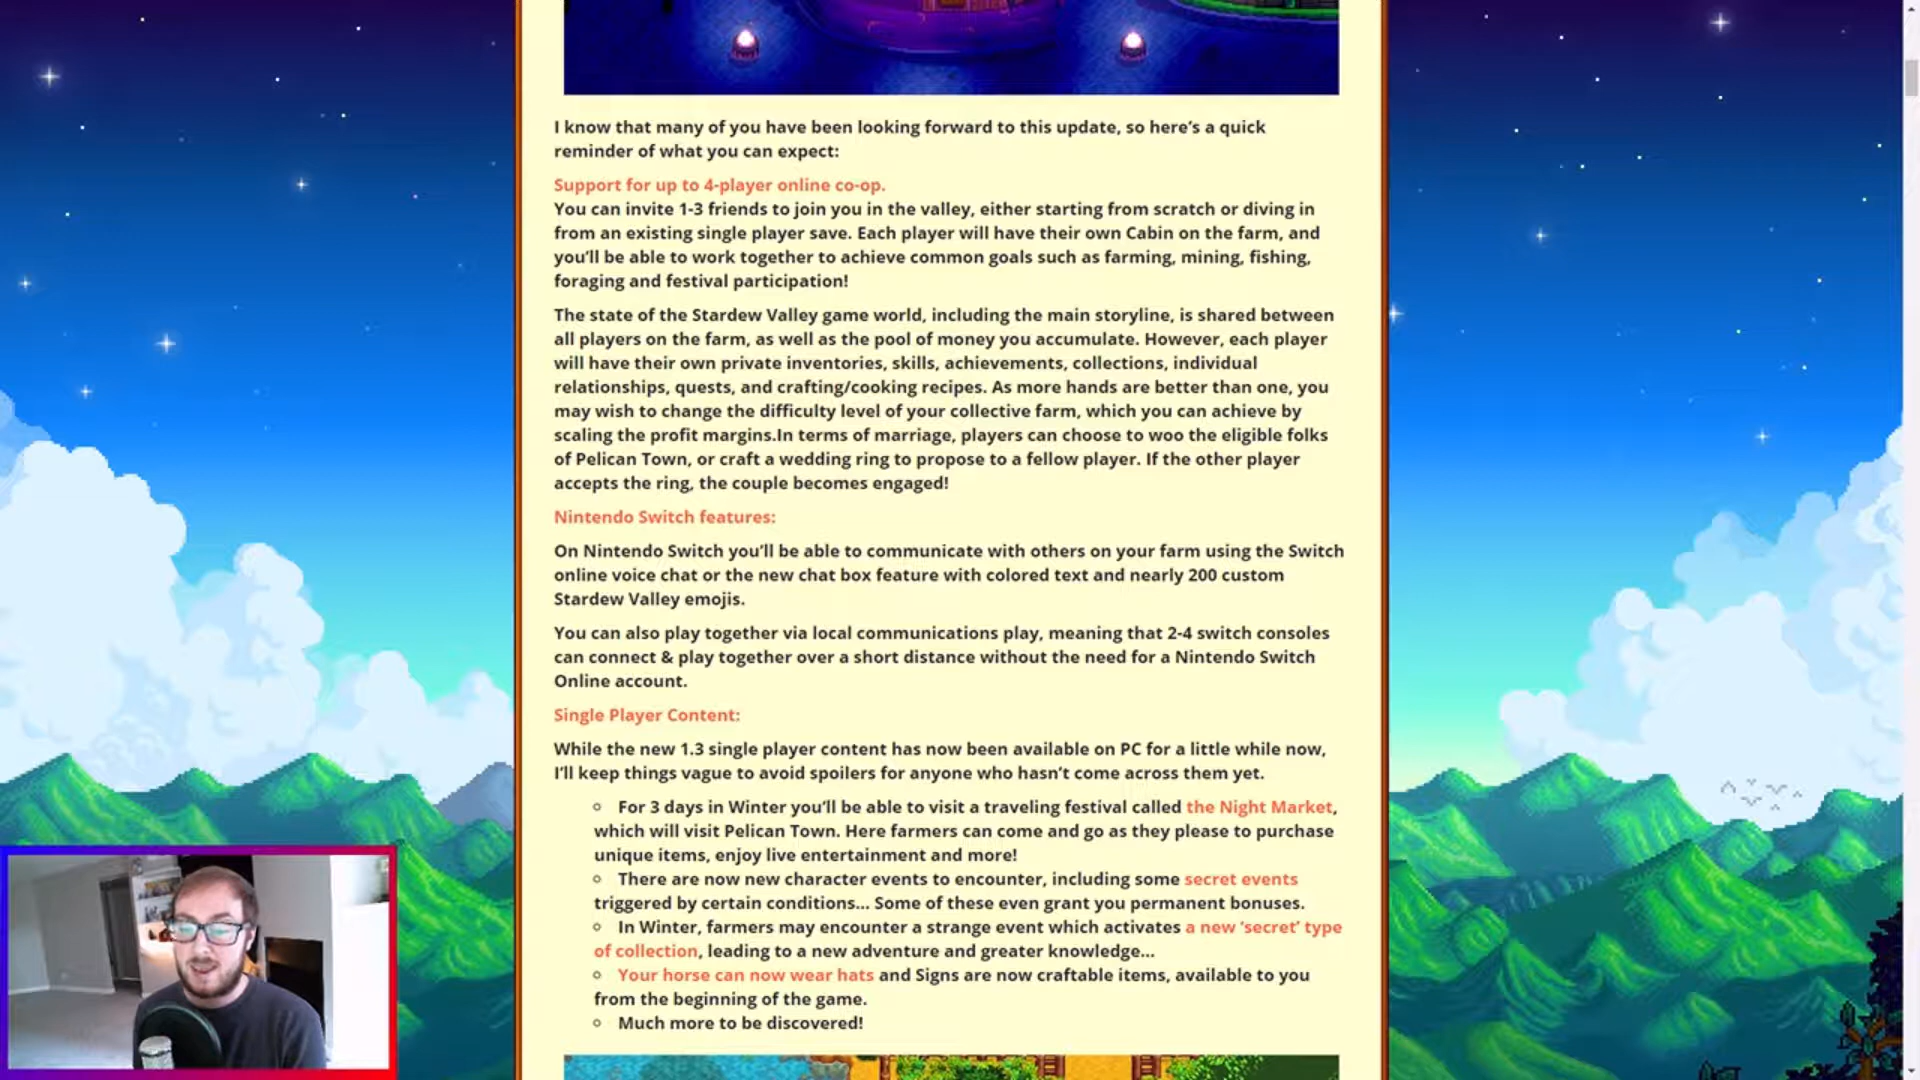 I know that many of you have been looking forward to this update, so here's a quick
reminder of what you can expect:
Support for up to 4-player online co-op.
You can invite 1-3 friends to join you in the valley, either starting from scratch or diving in
from an existing single player save. Each player will have their own Cabin on the farm, and
you'll be able to work together to achieve common goals such as farming, mining, fishing,
foraging and festival participation!
The state of the Stardew Valley game world, including the main storyline, is shared between
all players on the farm, as well as the pool of money you accumulate. However, each player
will have their own private inventories, skills, achievements, collections, individual
relationships, quests, and crafting/cooking recipes. As more hands are better than one, you
may wish to change the difficulty level of your collective farm, which you can achieve by
scaling the profit margins.In terms of marriage, players can choose to woo the eligible folks
of Pelican Town, or craft a wedding ring to propose to a fellow player. If the other player
accepts the ring, the couple becomes engaged!
Nintendo Switch features:
On Nintendo Switch you'll be able to communicate with others on your farm using the Switch
online voice chat or the new chat box feature with colored text and nearly 200 custom
Stardew Valley emojis.
You can also play together via local communications play, meaning that 2-4 switch consoles
can connect & play together over a short distance without the need for a Nintendo Switch
Online account.
Single Player Content:
While the new 1.3 single player content has now been available on PC for a little while now,
I'll keep things vague to avoid spoilers for anyone who hasn't come across them yet.
For 3 days in Winter you'll be able to visit a traveling festival called the Night Market,
which will visit Pelican Town. Here farmers can come and go as they please to purchase
unique items, enjoy live entertainment and more!
There are now new character events to encounter, including some secret events
triggered by certain conditions... Some of these even grant you permanent bonuses.
In Winter, farmers may encounter a strange event which activates a new 'secret' type
of collection, leading to a new adventure and greater knowledge...
Your horse can now wear hats and Signs are now craftable items, available to you
from the beginning of the game.
Much more to be discovered!